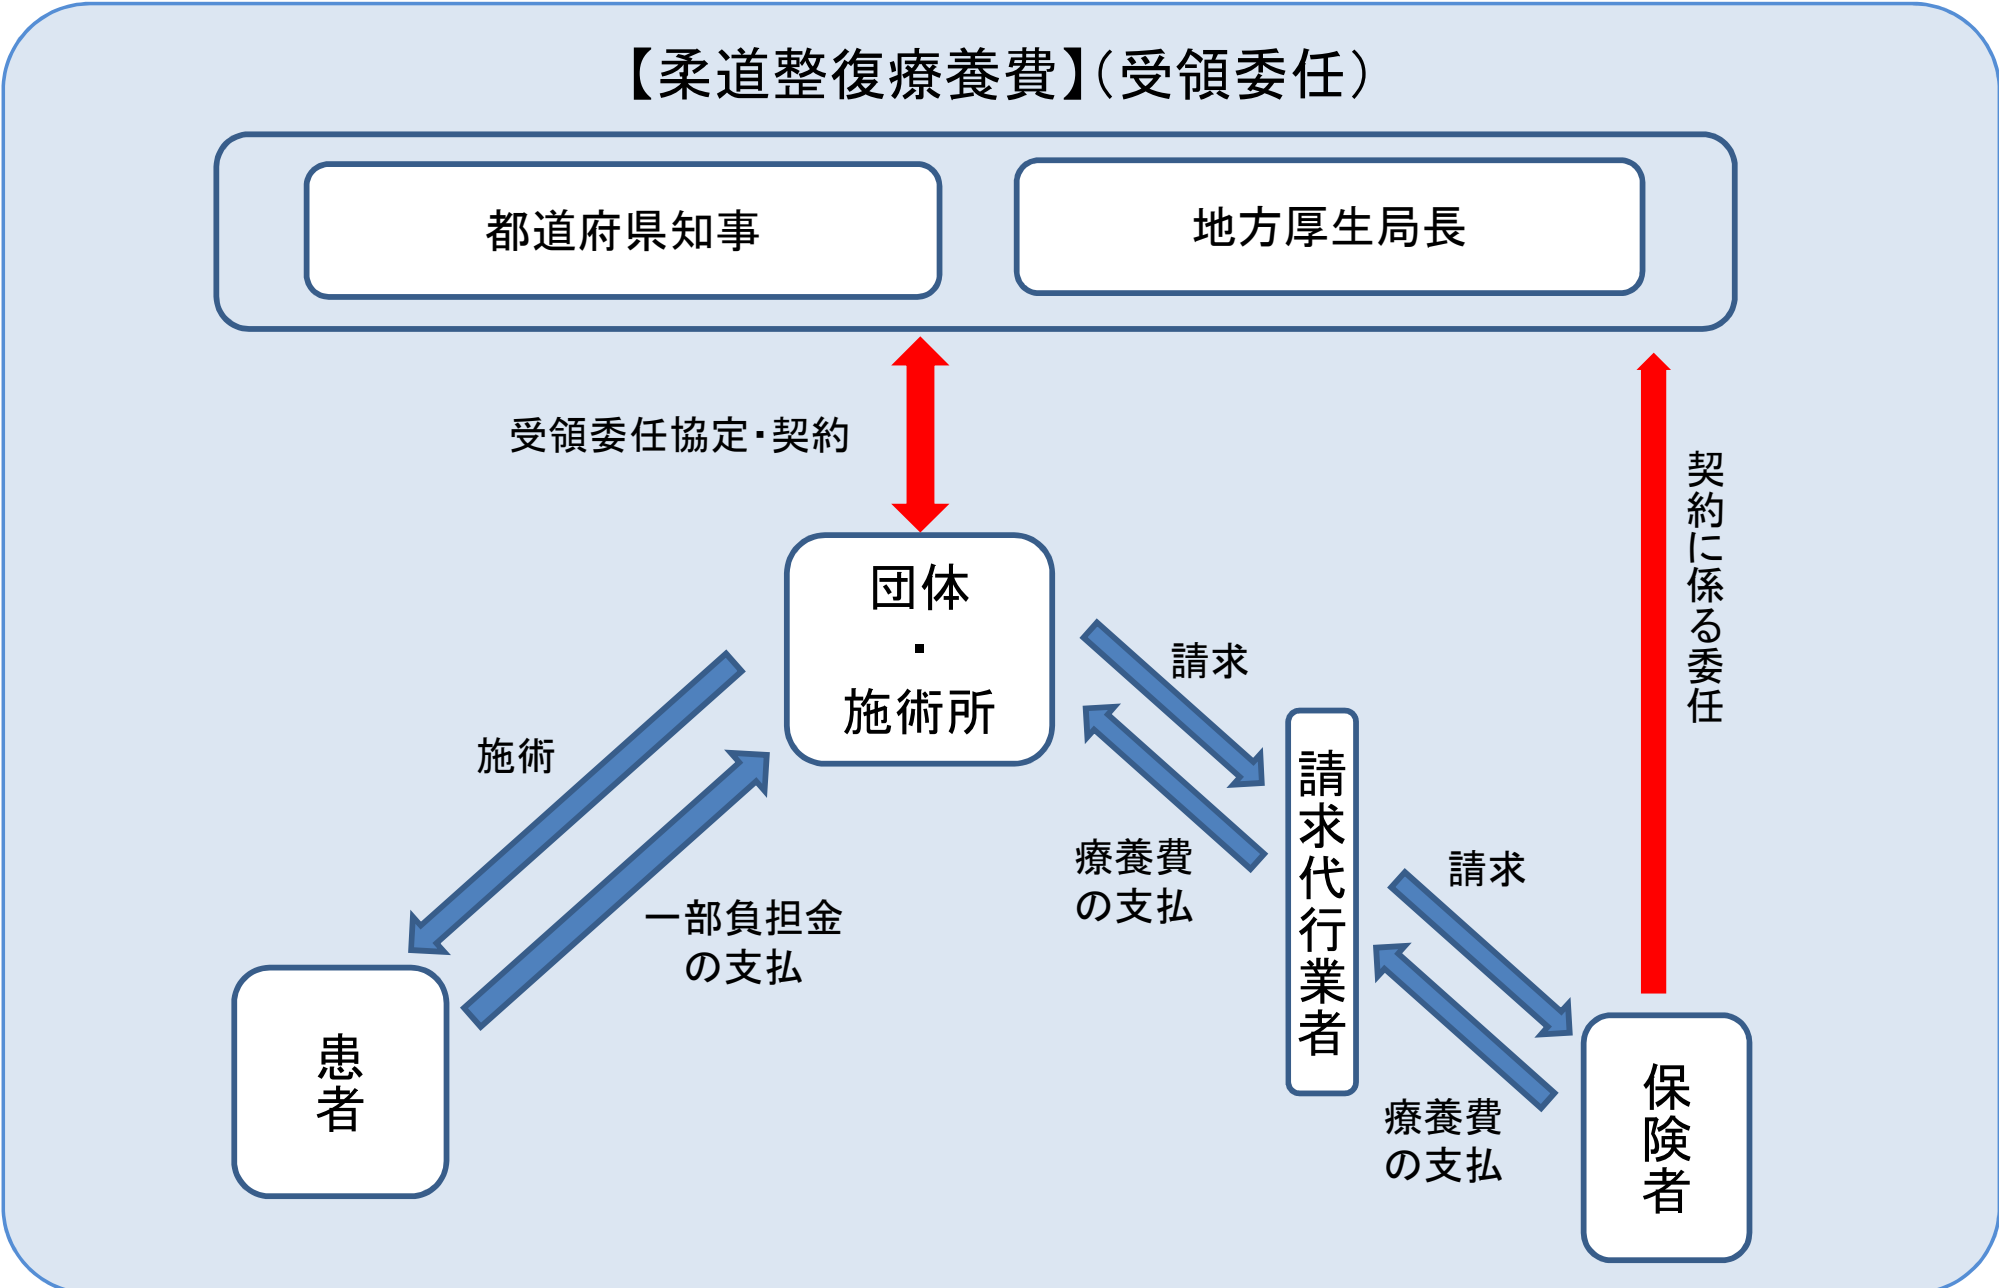 【柔道整復療養費】（受領委任）
都道府県知事
地方厚生局長
受領委任協定・契約
契約に係る委任
団体
・
施術所
請求
施術
請求代行業者
療養費
の支払
請求
一部負担金
の支払
患者
保険者
療養費
の支払